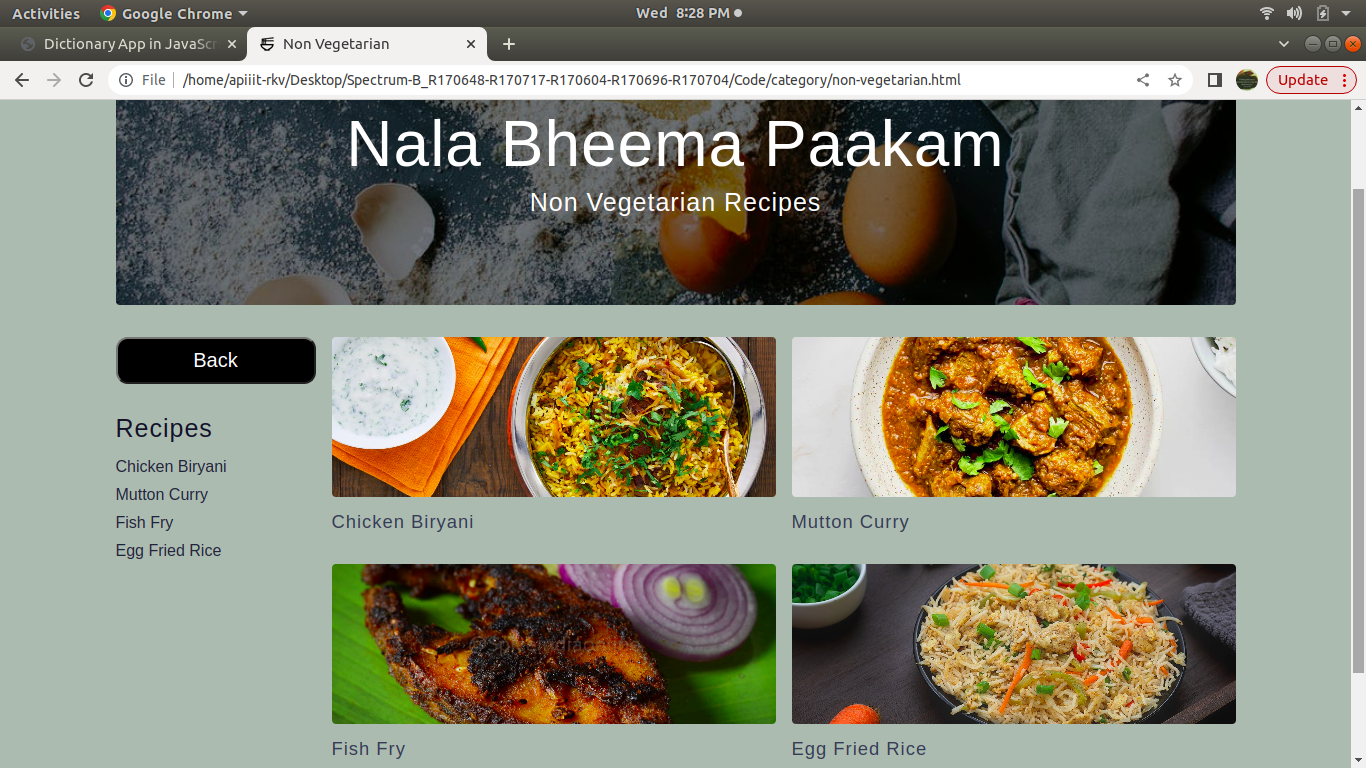 Activities
Google Chrome
Wed 8:28 PM
Dictionary App in JavaScr
Non Vegetarian
File
/home/apiiit-rkv/Desktop/Spectrum-B_R170648-R170717-R170604-R170696-R170704/Code/category/non-vegetarian.html
Update
Nala Bheema Paakam
Non Vegetarian Recipes
Back
Recipes
Chicken Biryani
Mutton Curry
Fish Fry
Egg Fried Rice
Chicken Biryani
Mutton Curry
Fish Fry
Egg Fried Rice